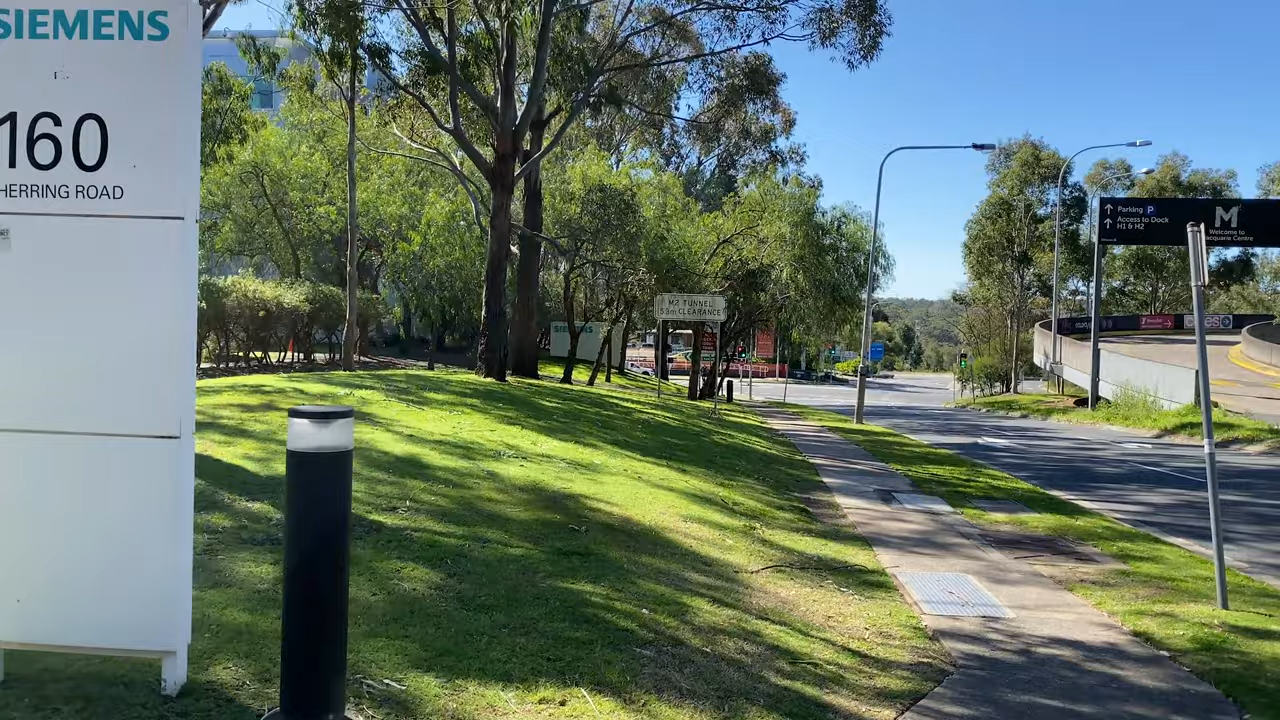 SIEMENS
160
HERRING ROAD
M2 TUNNEL
5.3m CLEARANCE
SIEMENS
Parking P
Access to Dock
H1 & H2
M
Welcome to
Macquarie Centre